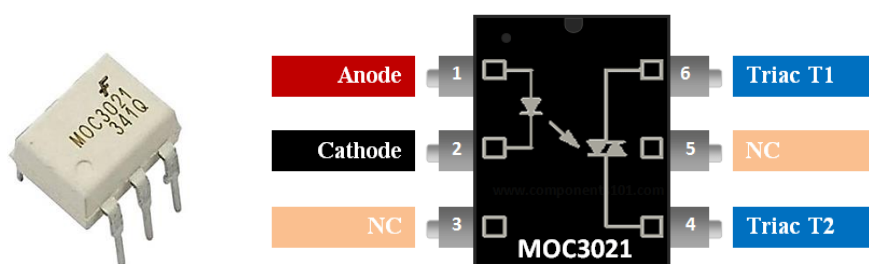 MOC3021
341Q
Anode 1
6 Triac T1
Cathode 2
5 NC
www.components101.com
NC 3
4 Triac T2
MOC3021